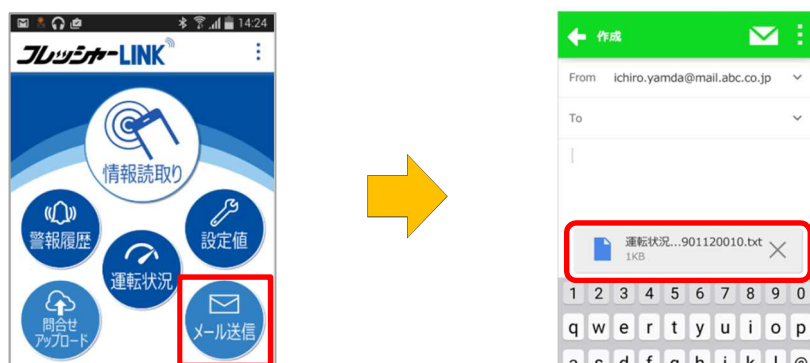 14:24
フレッシャーLINK
情報読取り
警報履歴
設定値
運転状況
問合せ
アップロード
メール送信
作成
From ichiro.yamda@mail.abc.co.jp
To
運転状況...901120010.txt
1KB
1 2 3 4 5 6 7 8 9 0
q w e r t y u i o p
a s d f g h j k l @